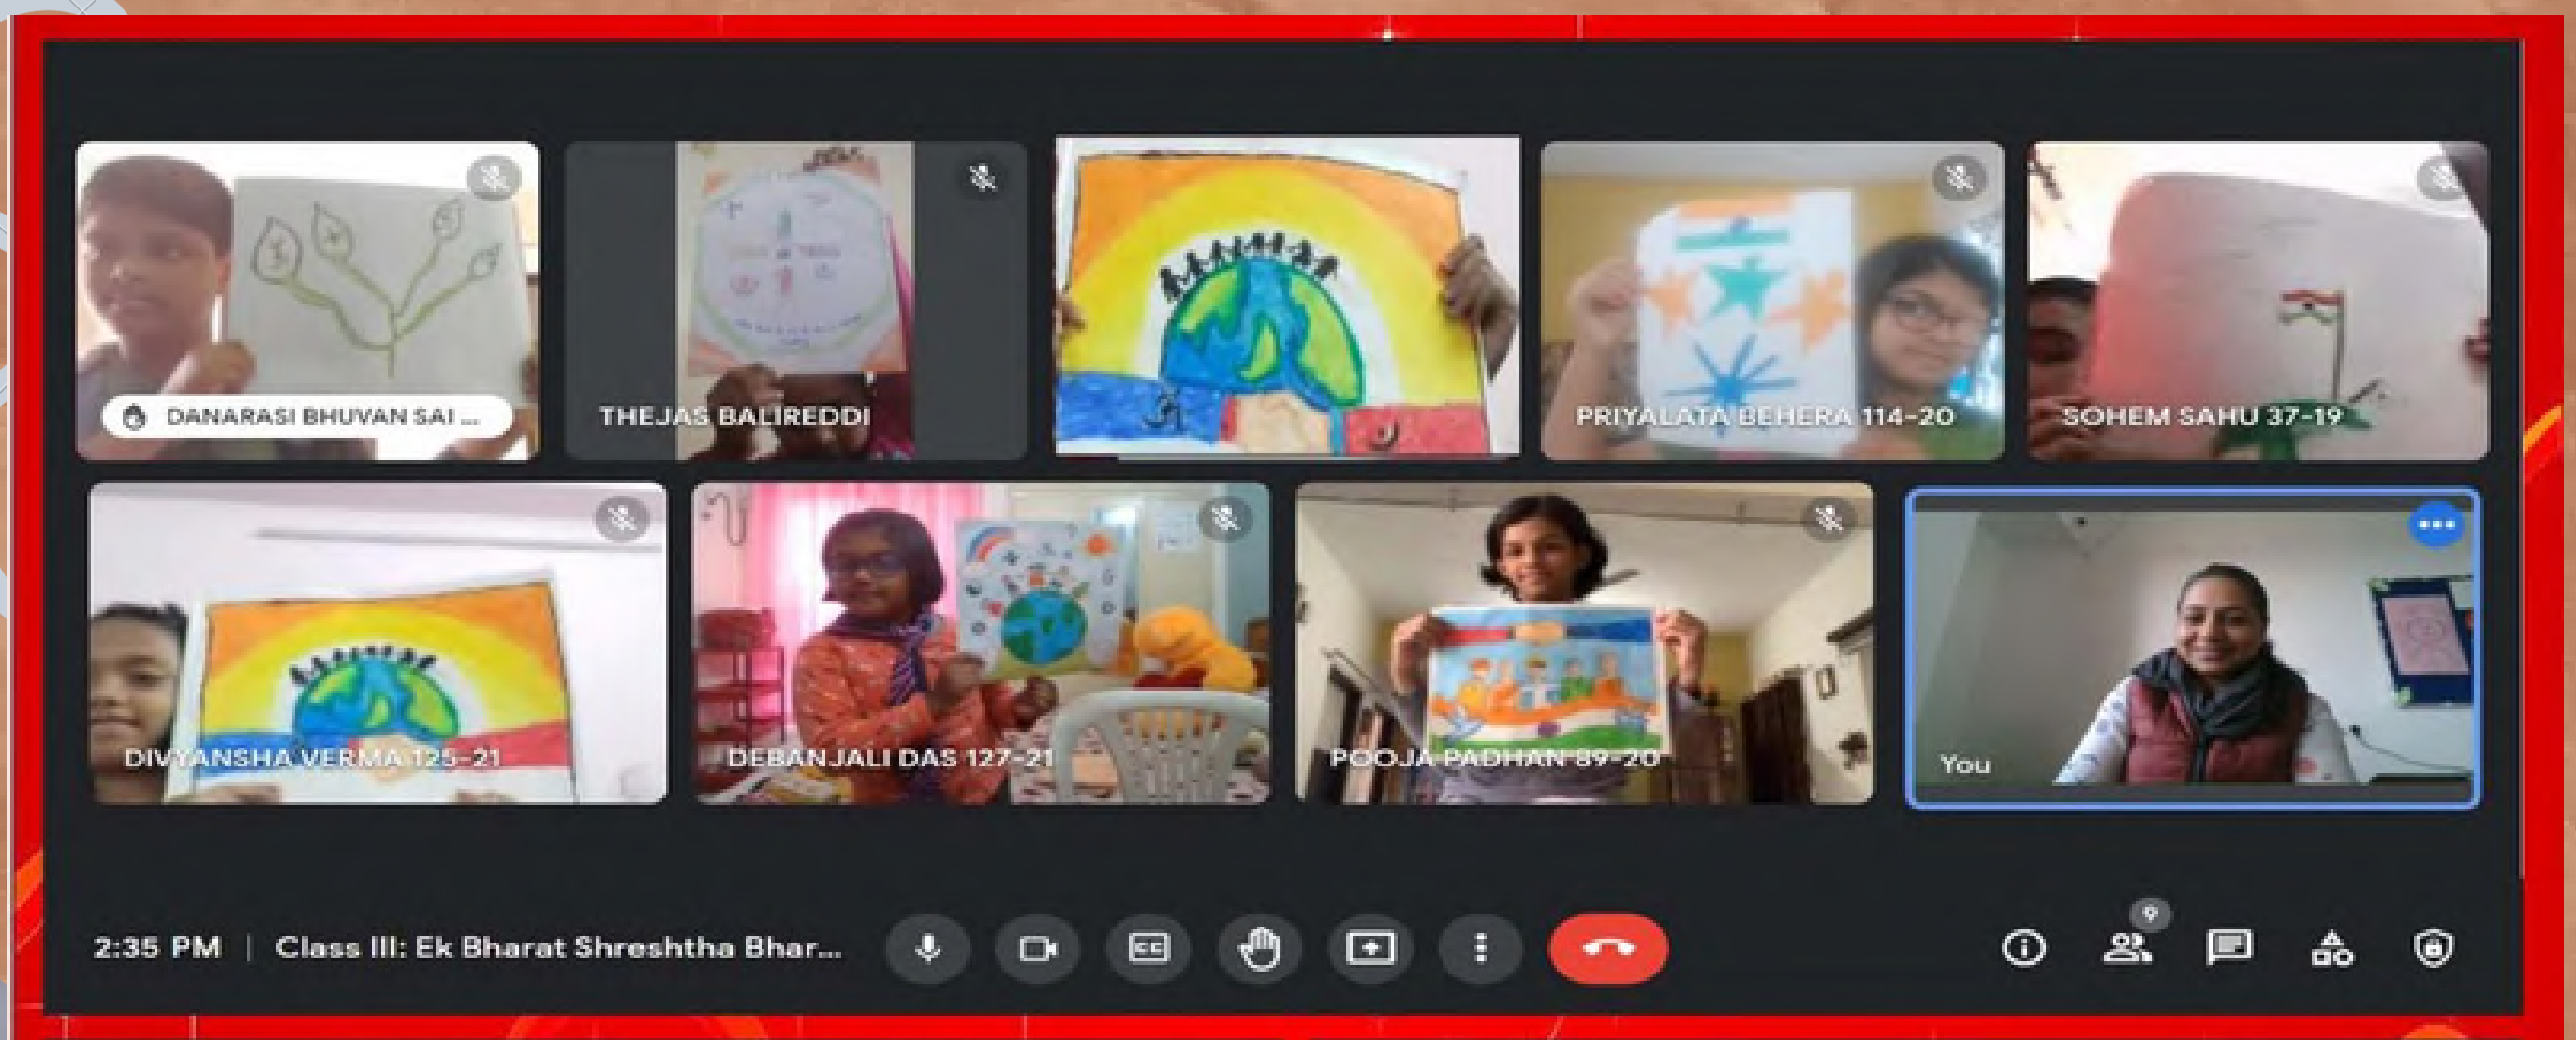 DANARASI BHUVAN SAI ...
THEJAS BALIREDDI
PRIYALATA BEHERA 114-20
SOHEM SAHU 37-19
DIVYANSHA VERMA 125-21
DEBANJALI DAS 127-21
POOJA PADHAN 89-20
You
2:35 PM | Class III: Ek Bharat Shreshtha Bhar...
CC
9